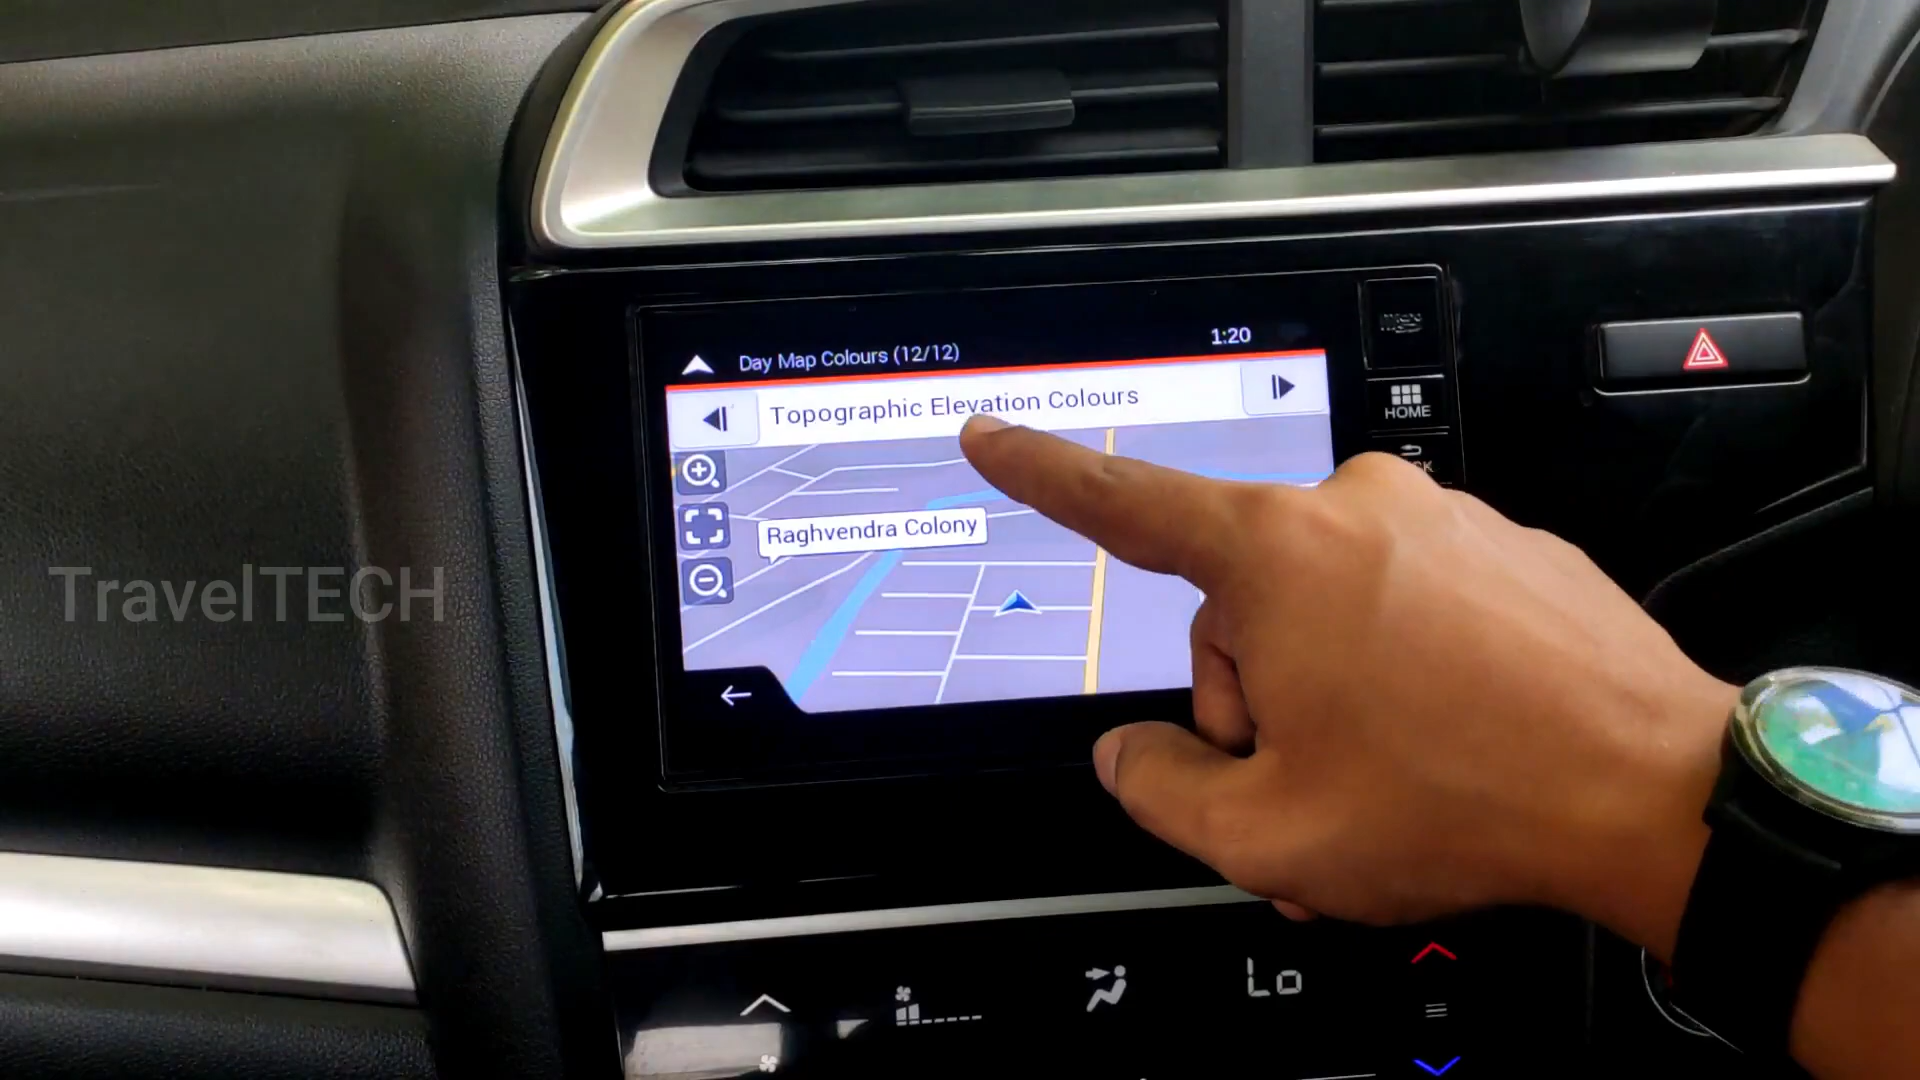 1:20
Day Map Colours (12/12)
Topographic Elevation Colours
HOME
Raghvendra Colony
TravelTECH
Lo